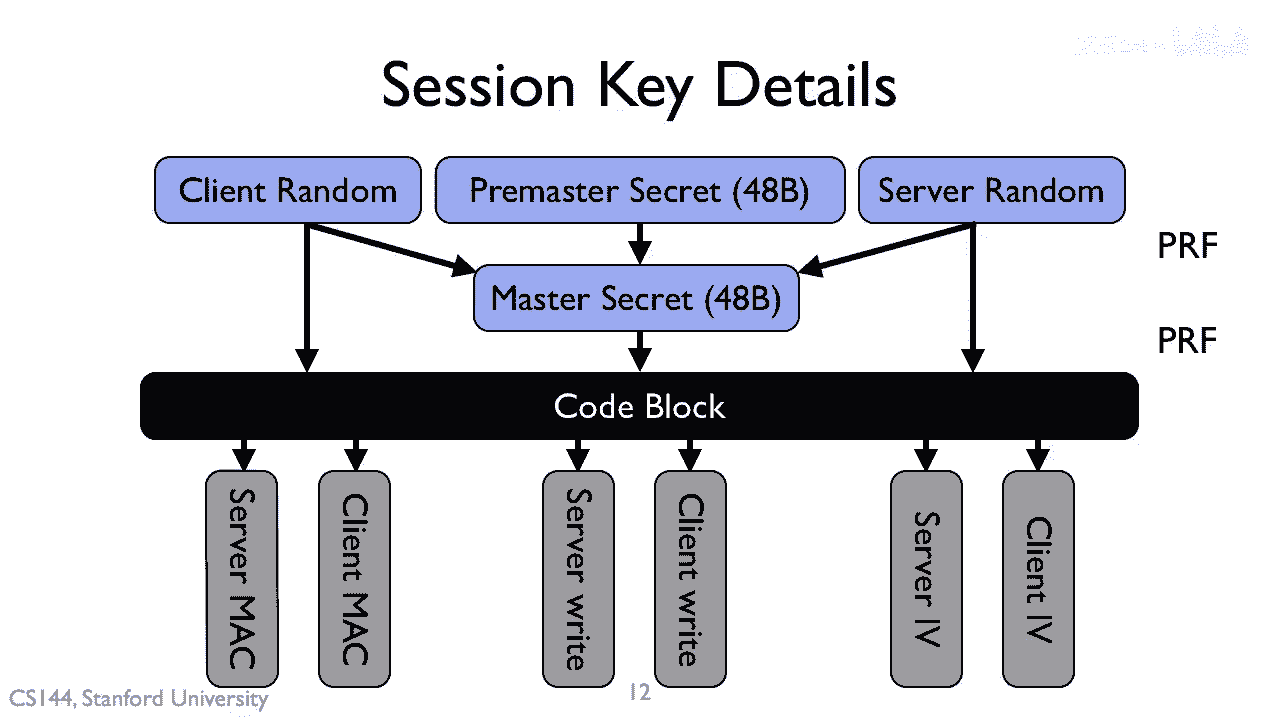 Session Key Details
Client Random
Premaster Secret (48B)
Server Random
PRF
Master Secret (48B)
PRF
Code Block
Server MAC
Client MAC
Server write
Client write
Server IV
Client IV
CS144, Stanford University
12